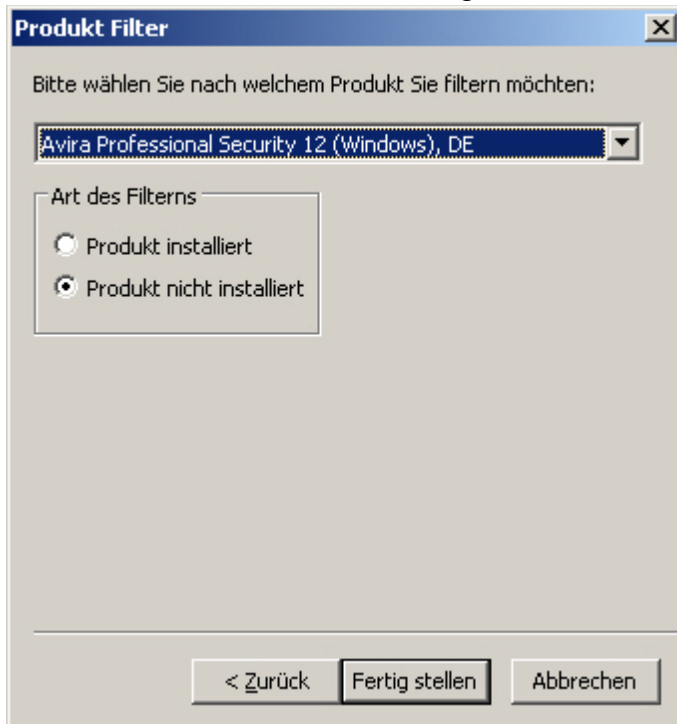 Produkt Filter
Bitte wählen Sie nach welchem Produkt Sie filtern möchten:
Avira Professional Security 12 (Windows), DE
Art des Filterns
Produkt installiert
Produkt nicht installiert
< Zurück Fertig stellen Abbrechen